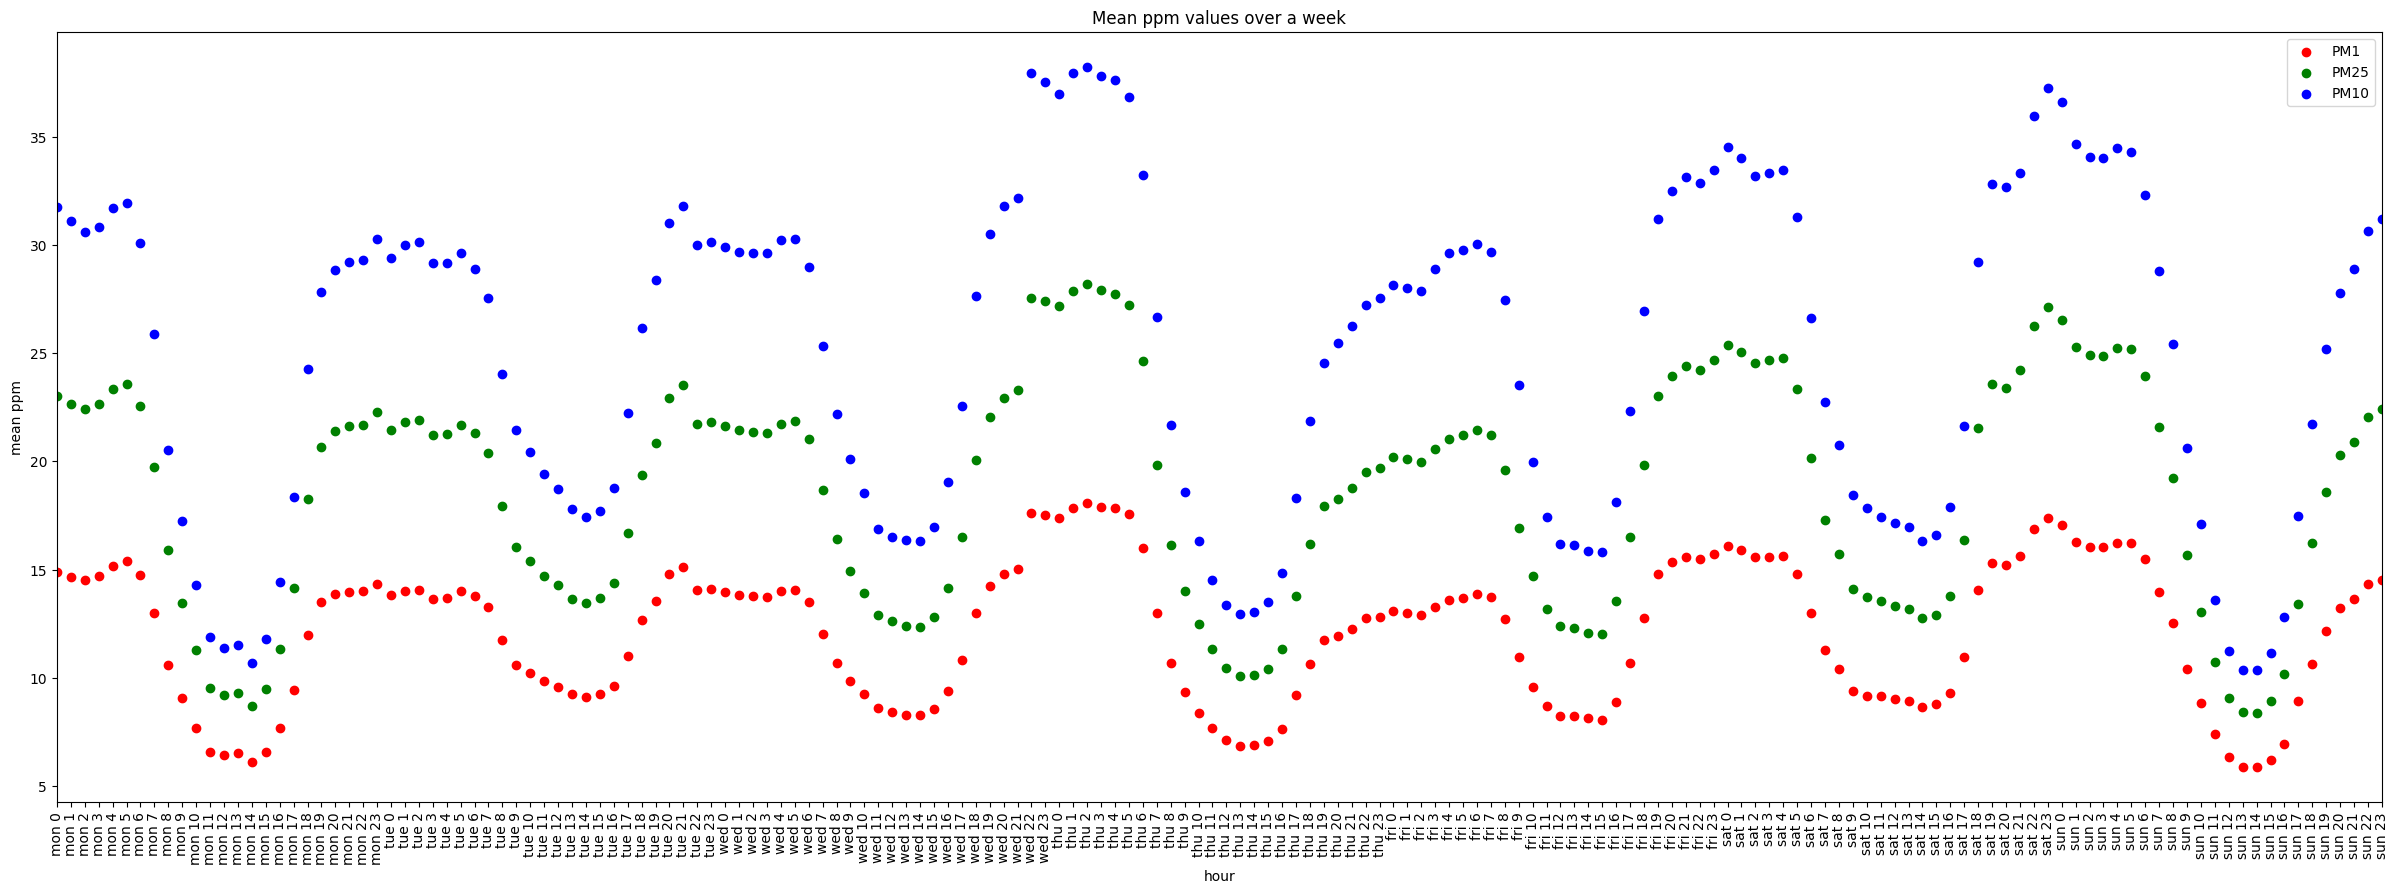 Mean ppm values over a week
PM1
PM25
PM10
mean ppm
35
30
25
20
15
10
5
mon 0
mon 1
mon 2
mon 3
mon 4
mon 5
mon 6
mon 7
mon 8
mon 9
mon 10
mon 11
mon 12
mon 13
mon 14
mon 15
mon 16
mon 17
mon 18
mon 19
mon 20
mon 21
mon 22
mon 23
tue 0
tue 1
tue 2
tue 3
tue 4
tue 5
tue 6
tue 7
tue 8
tue 9
tue 10
tue 11
tue 12
tue 13
tue 14
tue 15
tue 16
tue 17
tue 18
tue 19
tue 20
tue 21
tue 22
tue 23
wed 0
wed 1
wed 2
wed 3
wed 4
wed 5
wed 6
wed 7
wed 8
wed 9
wed 10
wed 11
wed 12
wed 13
wed 14
wed 15
wed 16
wed 17
wed 18
wed 19
wed 20
wed 21
wed 22
wed 23
thu 0
thu 1
thu 2
thu 3
thu 4
thu 5
thu 6
thu 7
thu 8
thu 9
thu 10
thu 11
thu 12
thu 13
thu 14
thu 15
thu 16
thu 17
thu 18
thu 19
thu 20
thu 21
thu 22
thu 23
fri 0
fri 1
fri 2
fri 3
fri 4
fri 5
fri 6
fri 7
fri 8
fri 9
fri 10
fri 11
fri 12
fri 13
fri 14
fri 15
fri 16
fri 17
fri 18
fri 19
fri 20
fri 21
fri 22
fri 23
sat 0
sat 1
sat 2
sat 3
sat 4
sat 5
sat 6
sat 7
sat 8
sat 9
sat 10
sat 11
sat 12
sat 13
sat 14
sat 15
sat 16
sat 17
sat 18
sat 19
sat 20
sat 21
sat 22
sat 23
sun 0
sun 1
sun 2
sun 3
sun 4
sun 5
sun 6
sun 7
sun 8
sun 9
sun 10
sun 11
sun 12
sun 13
sun 14
sun 15
sun 16
sun 17
sun 18
sun 19
sun 20
sun 21
sun 22
sun 23
hour